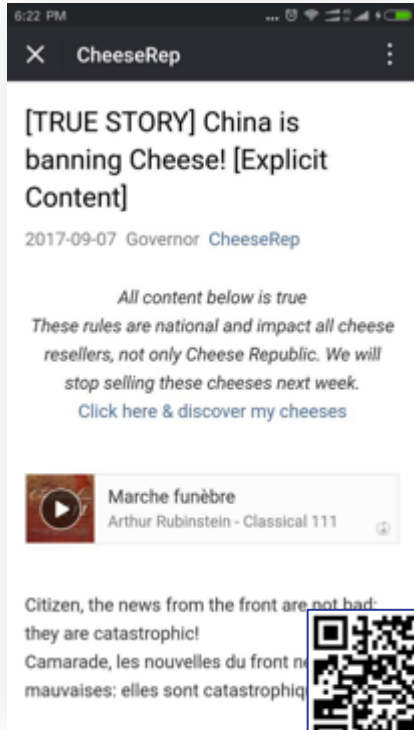 6:22 PM
CheeseRep
[TRUE STORY] China is
banning Cheese! [Explicit
Content]
2017-09-07 Governor CheeseRep
All content below is true
These rules are national and impact all cheese
resellers, not only Cheese Republic. We will
stop selling these cheeses next week.
Click here & discover my cheeses
Marche funèbre
Arthur Rubinstein - Classical 111
Citizen, the news from the front are not bad:
they are catastrophic!
Camarade, les nouvelles du front
mauvaises: elles sont